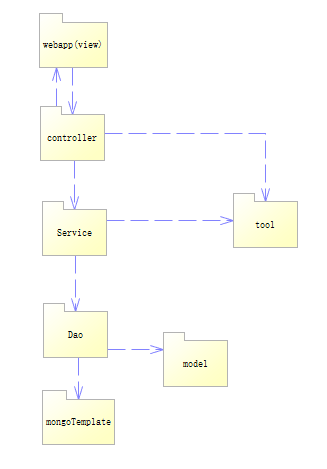 webapp(view)
controller
Service
tool
Dao
model
mongoTemplate